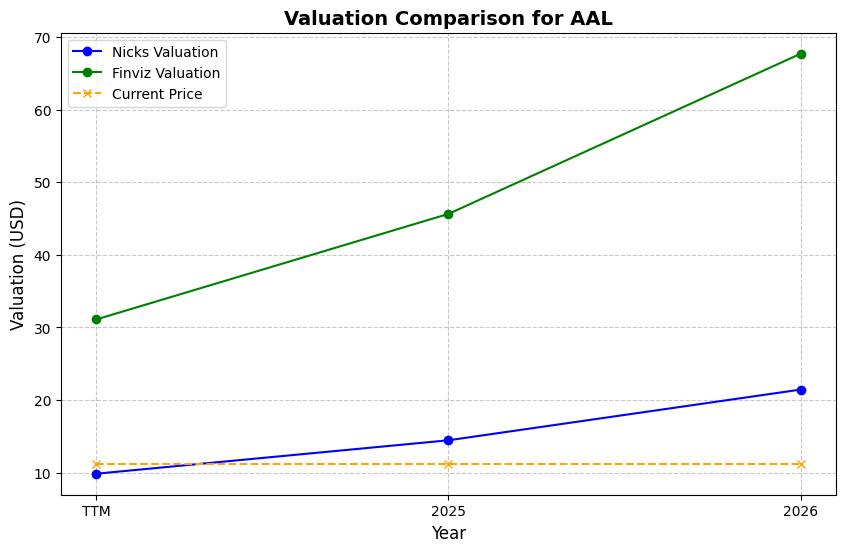 Valuation Comparison for AAL
Nicks Valuation
Finviz Valuation
Current Price
Valuation (USD)
70
60
50
40
30
20
10
TTM
2025
2026
Year